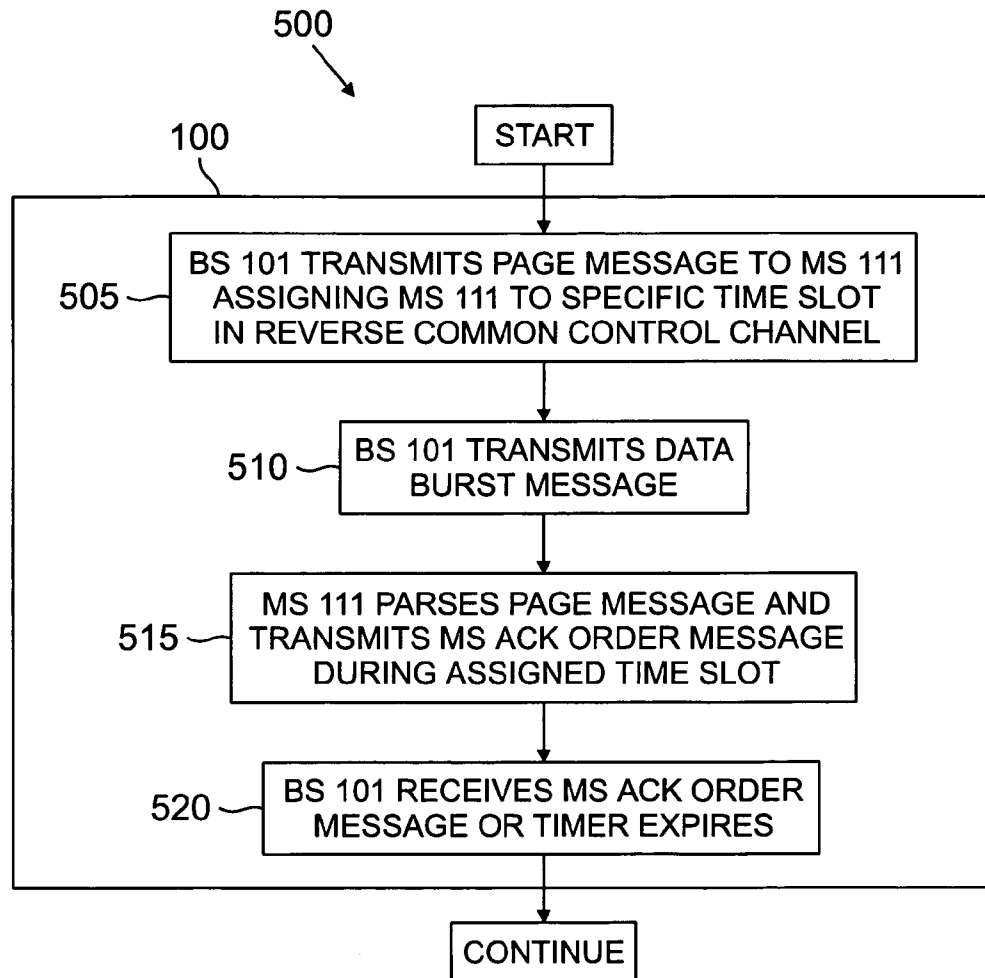 500
START
100
505
BS 101 TRANSMITS PAGE MESSAGE TO MS 111
ASSIGNING MS 111 TO SPECIFIC TIME SLOT
IN REVERSE COMMON CONTROL CHANNEL
510
BS 101 TRANSMITS DATA
BURST MESSAGE
515
MS 111 PARSES PAGE MESSAGE AND
TRANSMITS MS ACK ORDER MESSAGE
DURING ASSIGNED TIME SLOT
520
BS 101 RECEIVES MS ACK ORDER
MESSAGE OR TIMER EXPIRES
CONTINUE